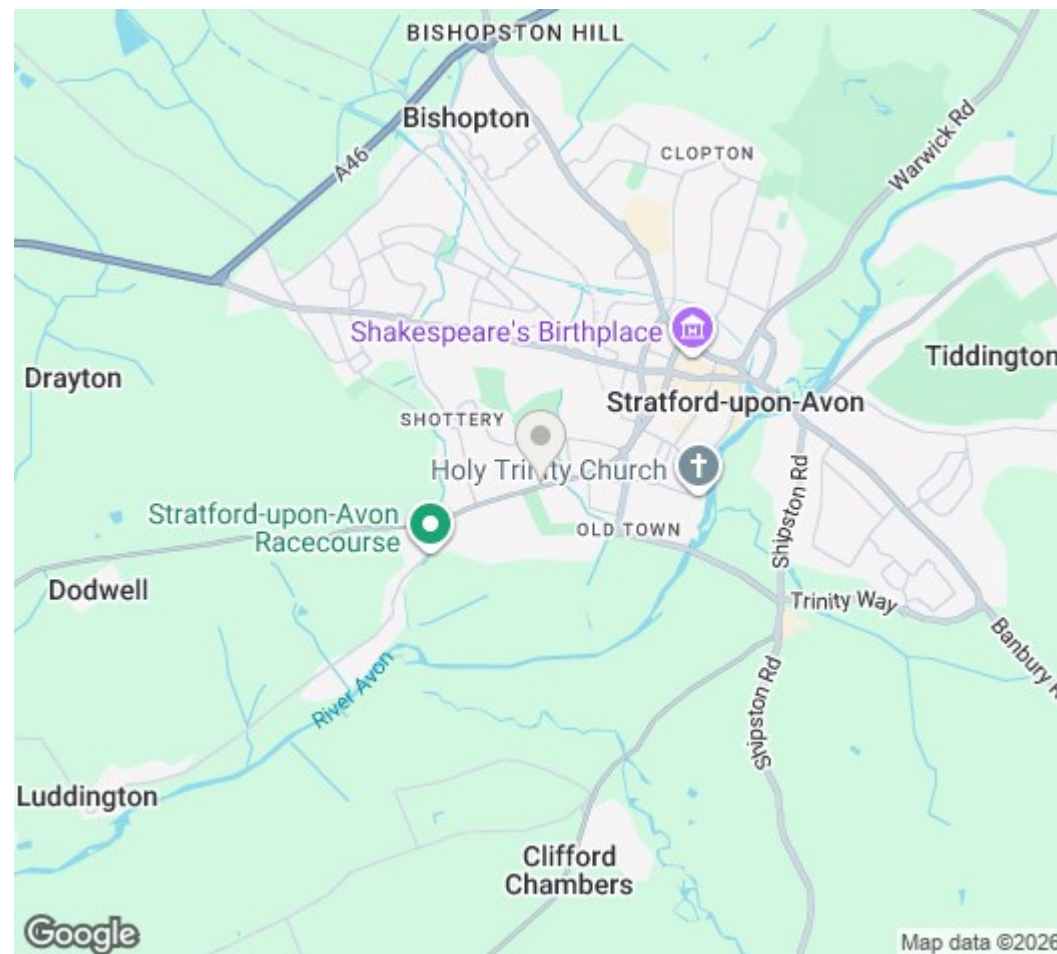 BISHOPSTON HILL
Bishopton
A46
CLOPTON
Warwick Rd
Shakespeare's Birthplace
Drayton
Tiddington
SHOTTERY
Stratford-upon-Avon
Holy Trinity Church
Stratford-upon-Avon
Racecourse
OLD TOWN
Shipston Rd
Dodwell
Trinity Way
Banbury R
River Avon
Shipston Rd
Luddington
Clifford
Chambers
Google
Map data ©2026